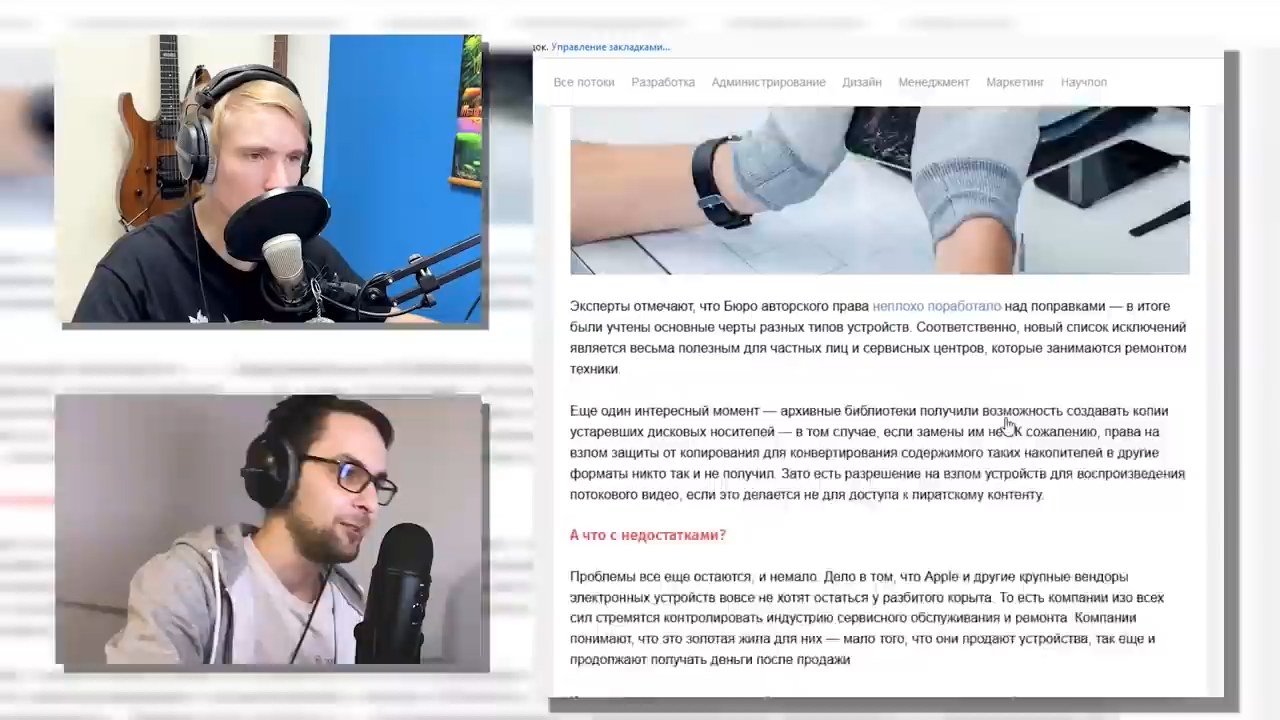 док. Управление закладками...
Все потоки Разработка Администрирование Дизайн Менеджмент Маркетинг Научпоп
Эксперты отмечают, что Бюро авторского права неплохо поработало над поправками — в итоге
были учтены основные черты разных типов устройств. Соответственно, новый список исключений
является весьма полезным для частных лиц и сервисных центров, которые занимаются ремонтом
техники.
Еще один интересный момент — архивные библиотеки получили возможность создавать копии
устаревших дисковых носителей — в том случае, если замены им не К сожалению, права на
взлом защиты от копирования для конвертирования содержимого таких накопителей в другие
форматы никто так и не получил. Зато есть разрешение на взлом устройств для воспроизведения
потокового видео, если это делается не для доступа к пиратскому контенту.
А что с недостатками?
Проблемы все еще остаются, и немало. Дело в том, что Apple и другие крупные вендоры
электронных устройств вовсе не хотят остаться у разбитого корыта. То есть компании изо всех
сил стремятся контролировать индустрию сервисного обслуживания и ремонта. Компании
понимают, что это золотая жила для них — мало того, что они продают устройства, так еще и
продолжают получать деньги после продажи